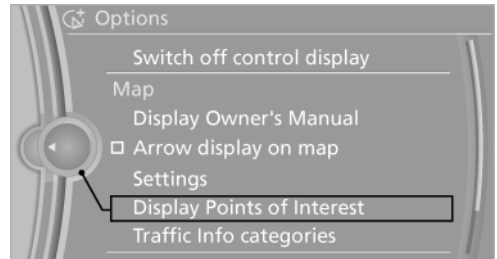 Options
Switch off control display
Map
Display Owner's Manual
Arrow display on map
Settings
Display Points of Interest
Traffic Info categories